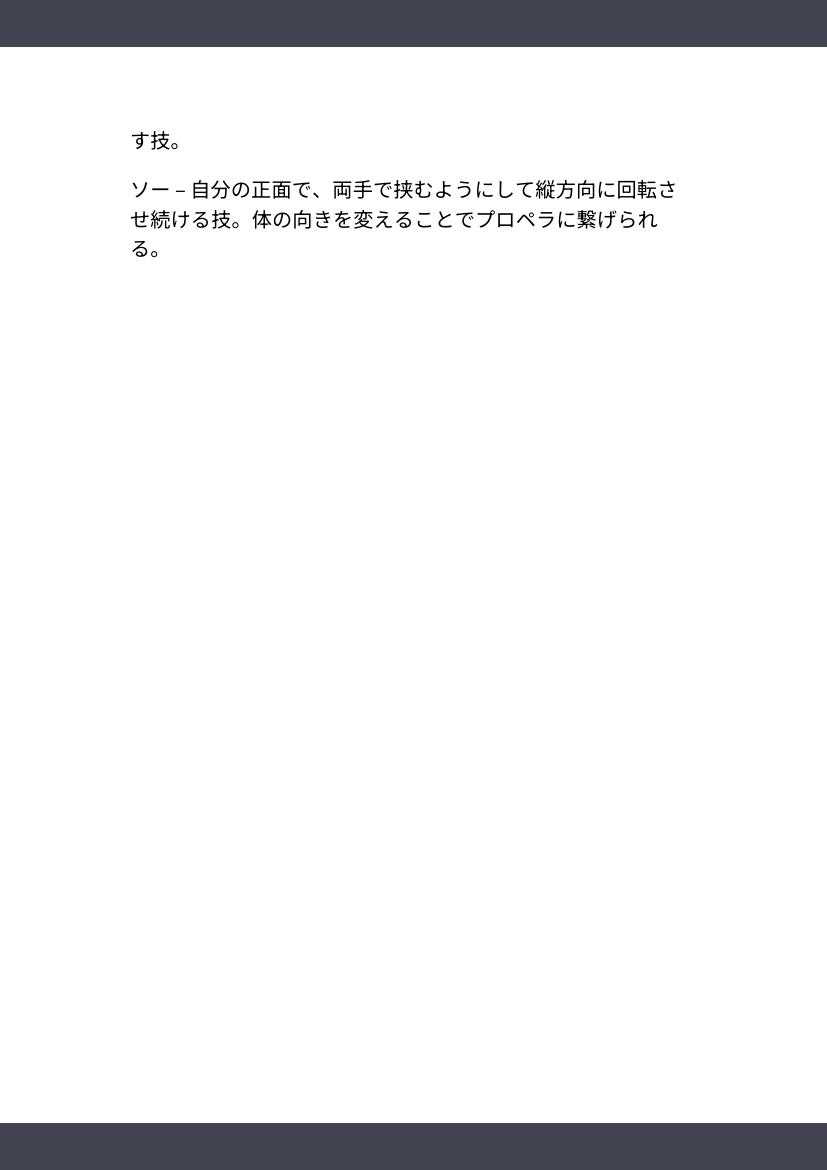 す技。
ソー – 自分の正面で、両手で挟むようにして縦方向に回転さ
せ続ける技。体の向きを変えることでプロペラに繋げられ
る。